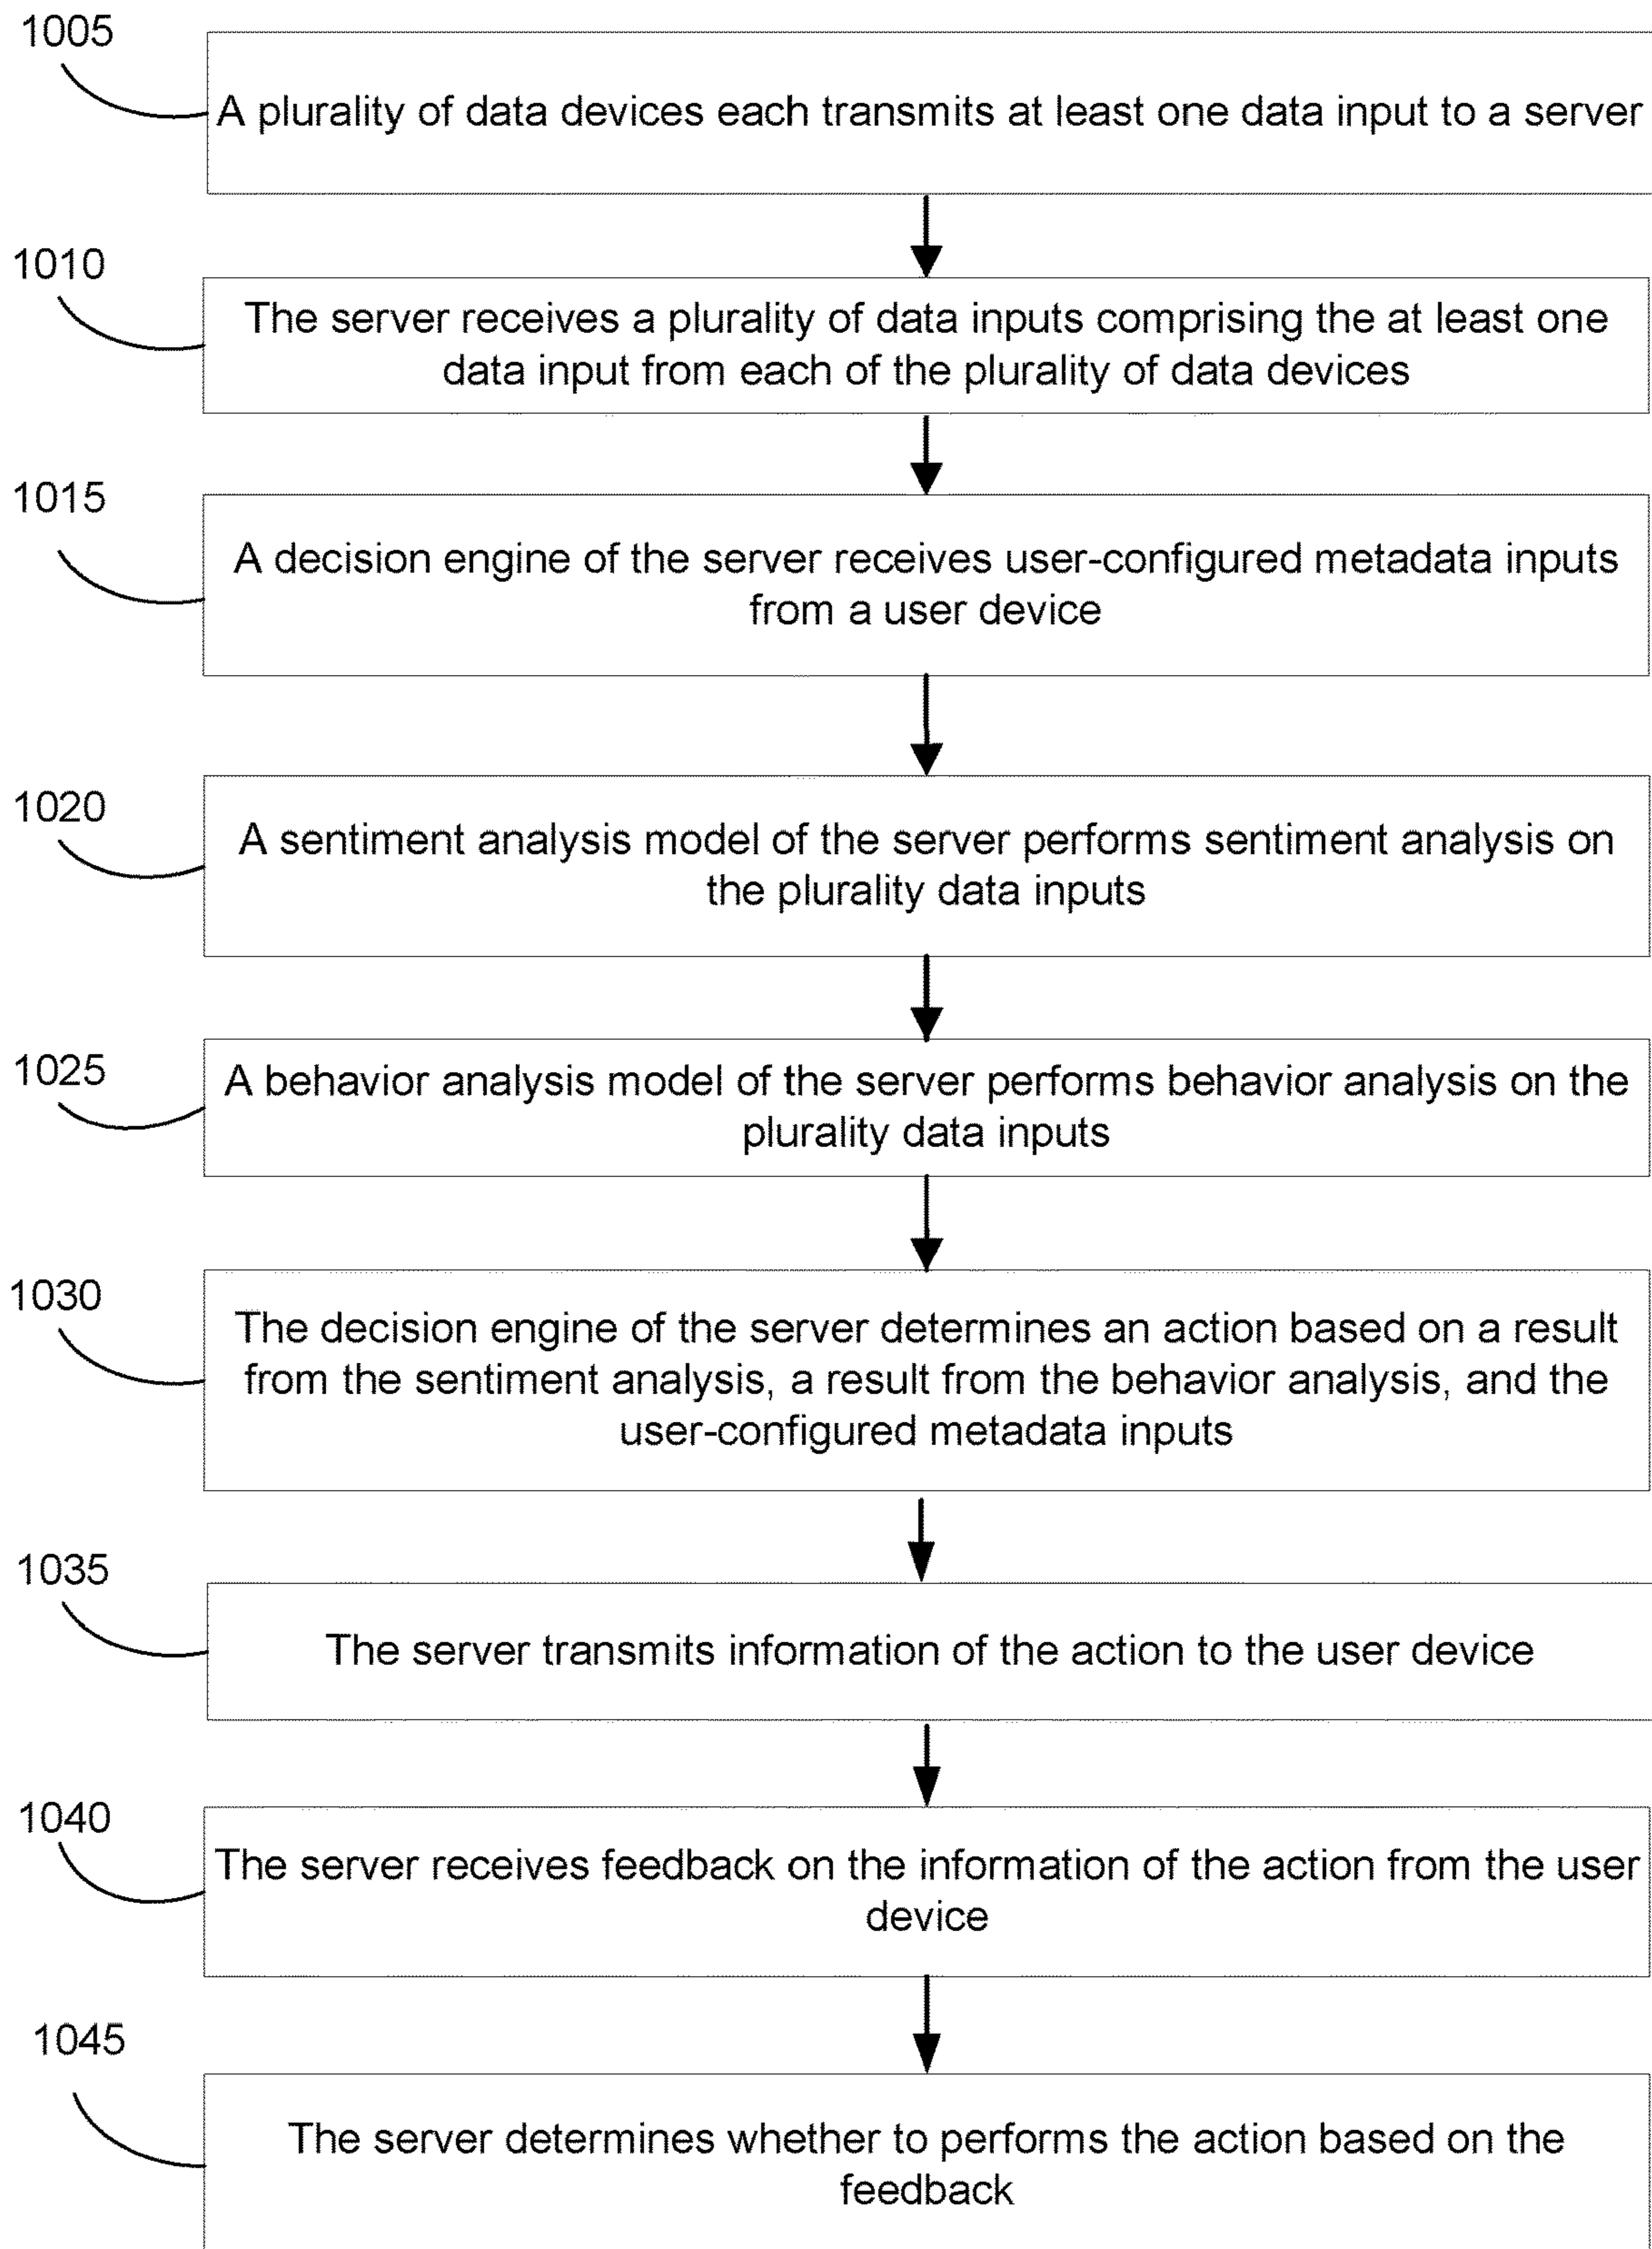 1005
A plurality of data devices each transmits at least one data input to a server
1010
The server receives a plurality of data inputs comprising the at least one
data input from each of the plurality of data devices
1015
A decision engine of the server receives user-configured metadata inputs
from a user device
1020
A sentiment analysis model of the server performs sentiment analysis on
the plurality data inputs
1025
A behavior analysis model of the server performs behavior analysis on the
plurality data inputs
1030
The decision engine of the server determines an action based on a result
from the sentiment analysis, a result from the behavior analysis, and the
user-configured metadata inputs
1035
The server transmits information of the action to the user device
1040
The server receives feedback on the information of the action from the user
device
1045
The server determines whether to performs the action based on the
feedback